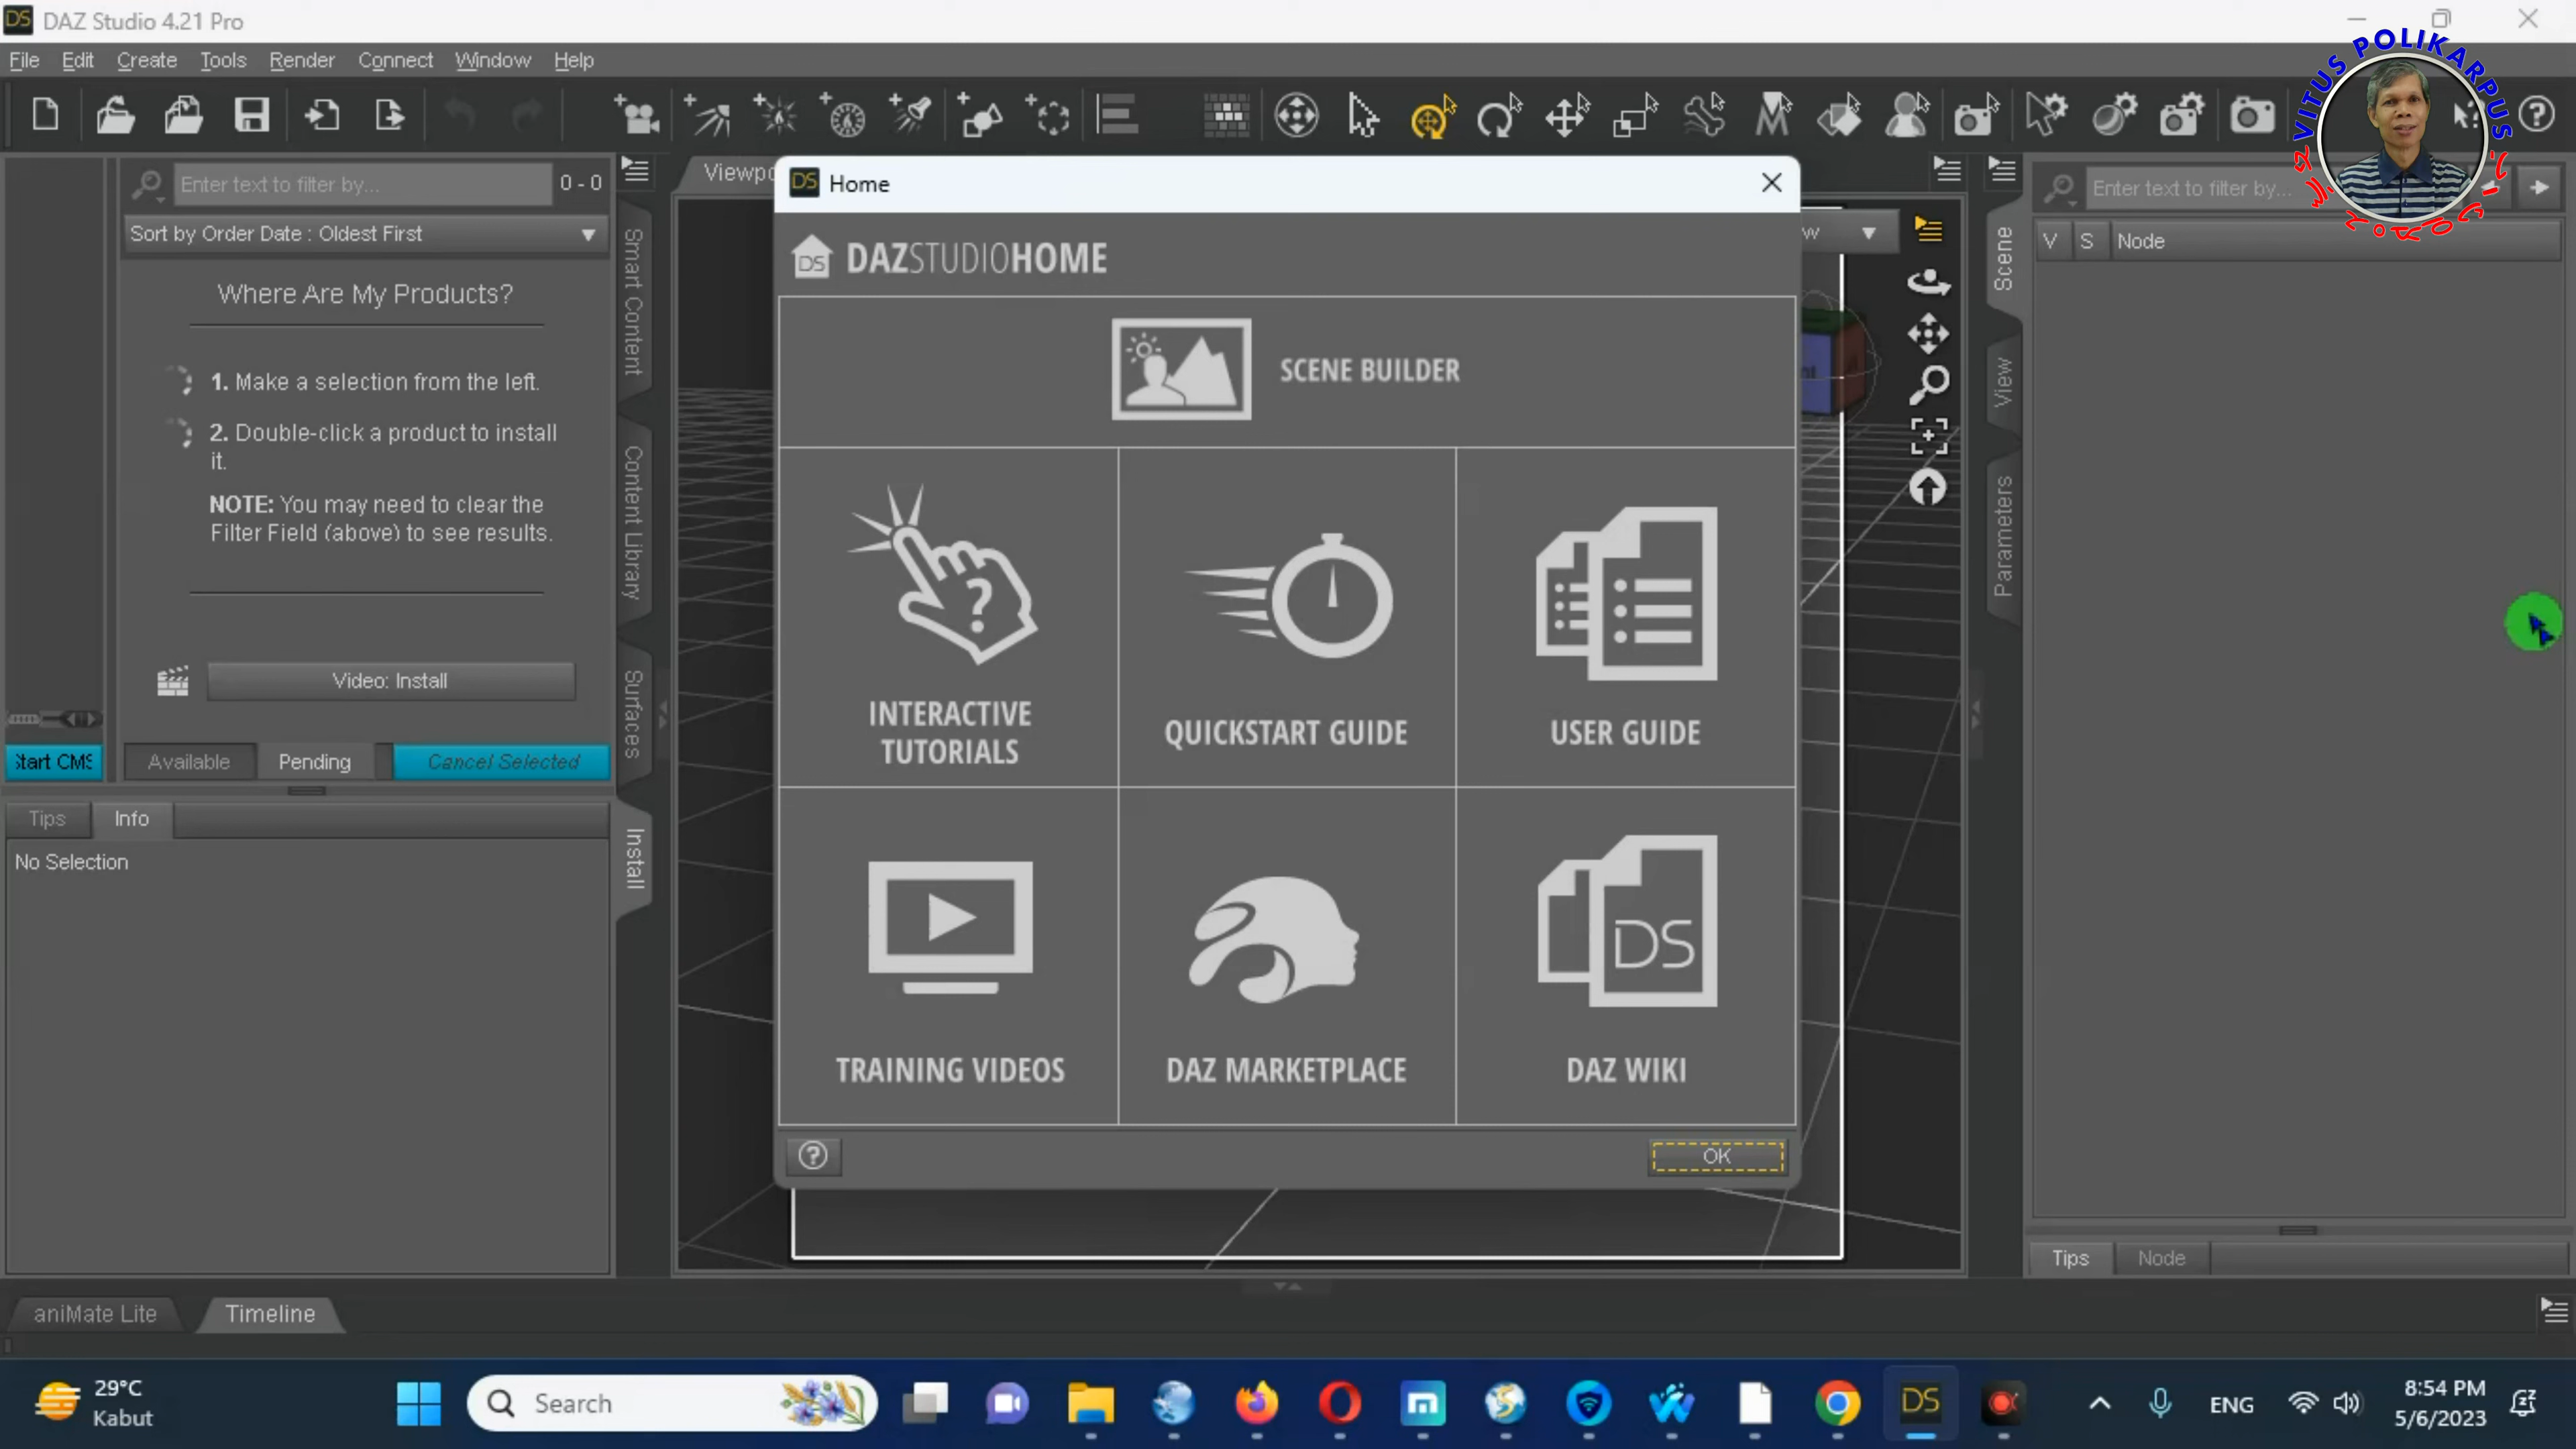 DS DAZ Studio 4.21 Pro
File Edit Create Tools Render Connect Window Help
VITUS POLIKARPUS
Enter text to filter by... 0 - 0
Sort by Order Date : Oldest First
Where Are My Products?
1. Make a selection from the left.
2. Double-click a product to install
it.
NOTE: You may need to clear the
Filter Field (above) to see results.
Video: Install
Start CMS
Available Pending Cancel Selected
Tips Info
No Selection
Smart Content
Content Library
Surfaces
Install
Viewpo
DS Home
DS DAZSTUDIOHOME
SCENE BUILDER
INTERACTIVE
TUTORIALS
QUICKSTART GUIDE
USER GUIDE
TRAINING VIDEOS
DAZ MARKETPLACE
DS
DAZ WIKI
OK
w
Scene
View
Parameters
Enter text to filter by...
V S Node
Tips Node
aniMate Lite Timeline
29°C
Kabut
Search
DS
ENG
8:54 PM
5/6/2023